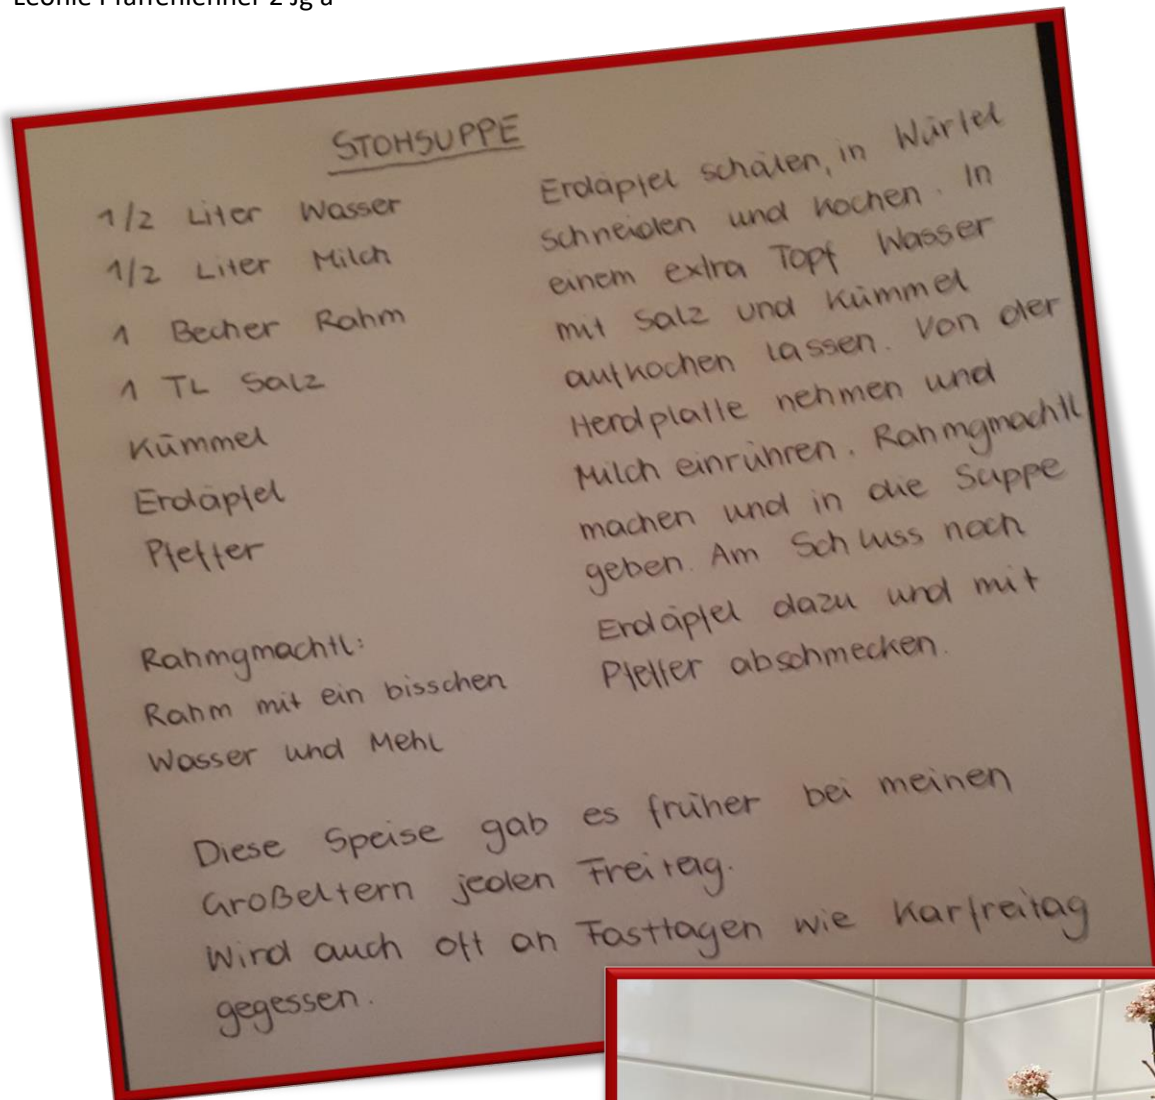 STOHSUPPE
1/2 Liter Wasser
1/2 Liter Milch
1 Becher Rahm
1 TL Salz
Kümmel
Erdäpfel
Pfeffer
Rahmgmachtl:
Rahm mit ein bisschen
Wasser und Mehl
Erdäpfel schälen, in Würfel
schneiden und kochen. In
einem extra Topf Wasser
mit Salz und Kümmel
aufkochen lassen. Von der
Herdplatte nehmen und
Milch einrühren. Rahmgmachtl
machen und in die Suppe
geben. Am Schluss noch
Erdäpfel dazu und mit
Pfeffer abschmecken.
Diese Speise gab es früher bei meinen
Großeltern jeden Freitag.
Wird auch oft an Fasttagen wie Karfreitag
gegessen.